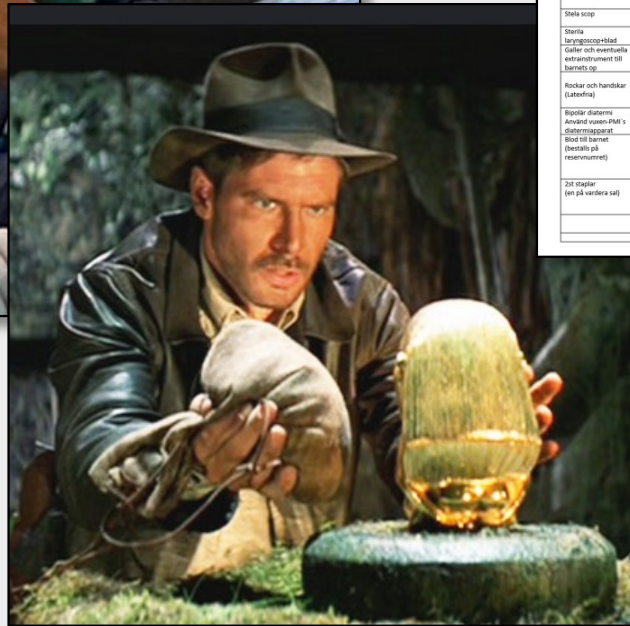 Stela scop
Sterila
laryngoscop+blad
Galler och eventuella
extrainstrument till
barnets op
Rockar och handskar
(Latexfria)
Bipolär diatermi
Använd vuxen-PMI´s
diatermiapparat
Blod till barnet
(beställs på
reservnumret)
2st staplar
(en på vardera sal)